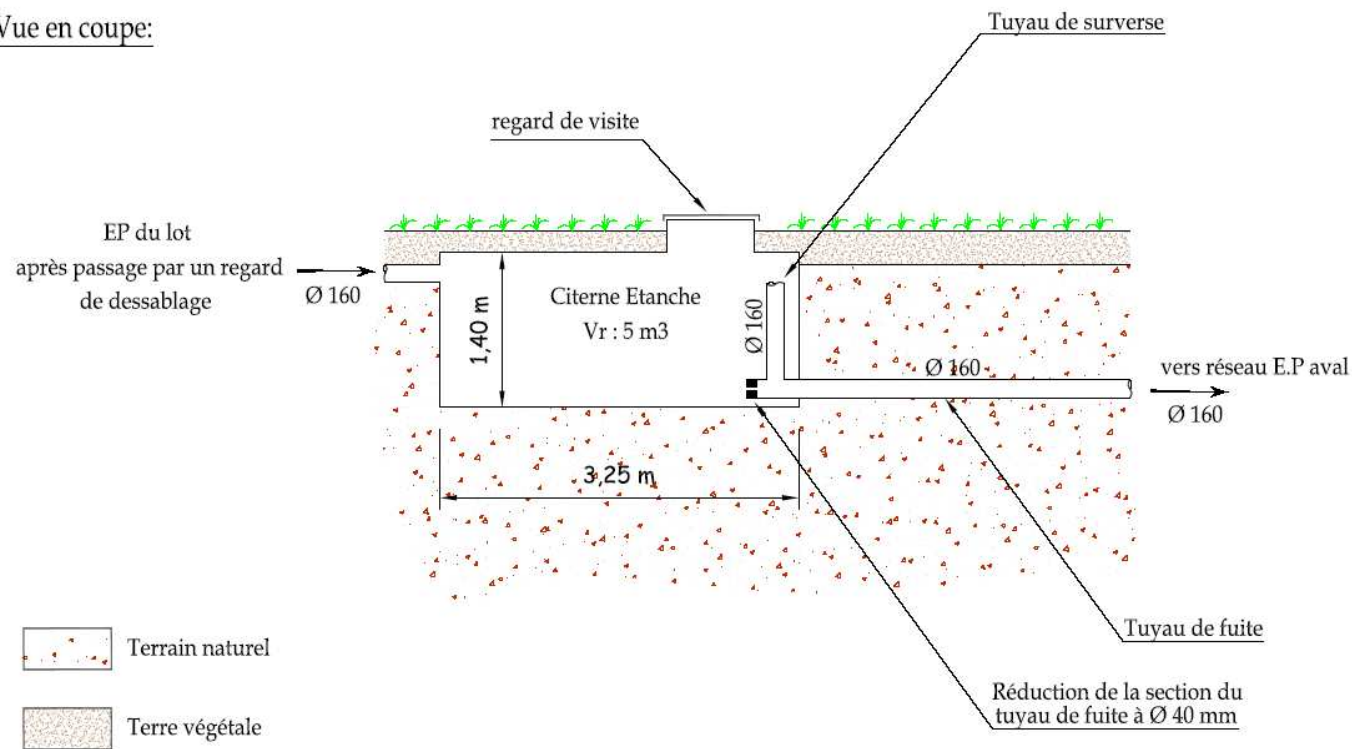 Vue en coupe:
Tuyau de surverse
regard de visite
EP du lot
après passage par un regard
de dessablage
Ø 160
1,40 m
Citerne Etanche
Vr : 5 m3
Ø 160
Ø 160
vers réseau E.P aval
Ø 160
3,25 m
Tuyau de fuite
Terrain naturel
Réduction de la section du
tuyau de fuite à Ø 40 mm
Terre végétale